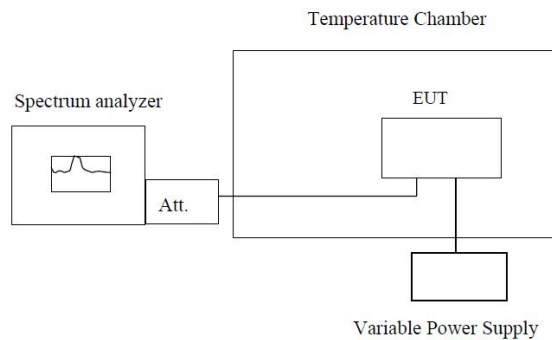 Temperature Chamber
Spectrum analyzer
EUT
Att.
Variable Power Supply